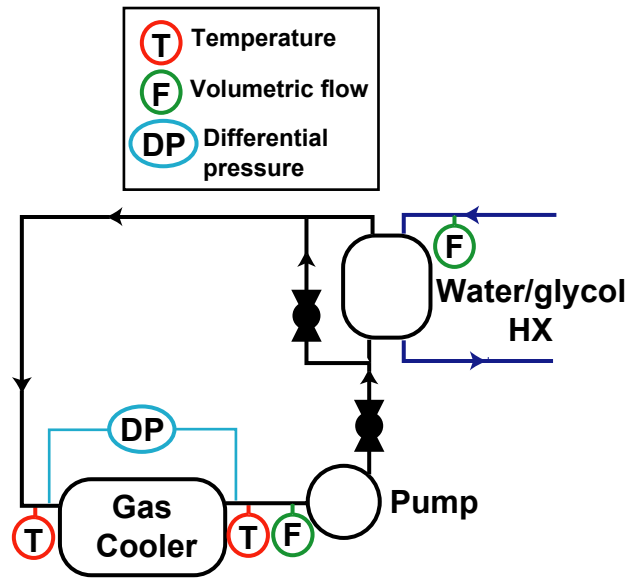 T Temperature
F Volumetric flow
DP Differential
pressure
F
Water/glycol
HX
DP
Gas
Cooler
Pump
T
T
F